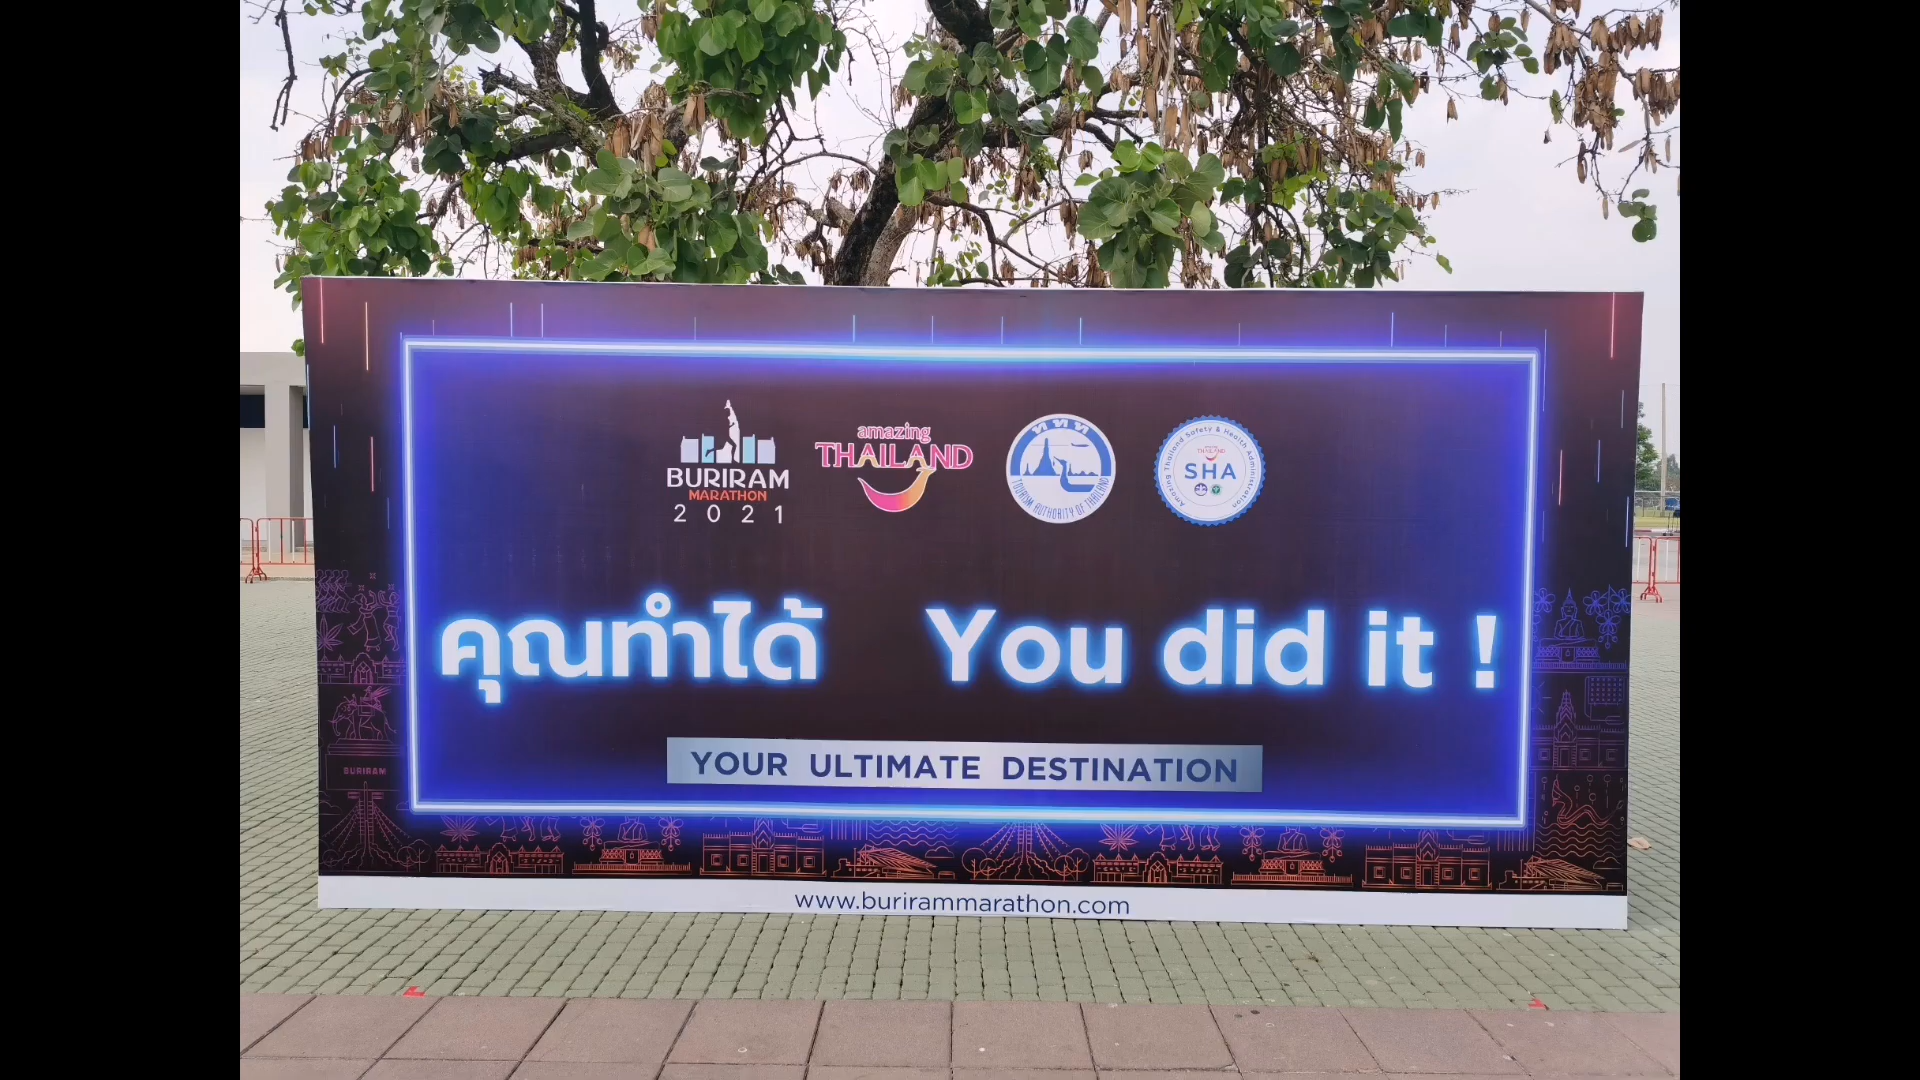 BURIRAM
MARATHON
2021
amazing
THAILAND
ททท
TOURISM AUTHORITY OF THAILAND
Amazing Thailand Safety & Health Administration
THAILAND
SHA
คุณทำได้ You did it !
YOUR ULTIMATE DESTINATION
BURIRAM
www.burirammarathon.com